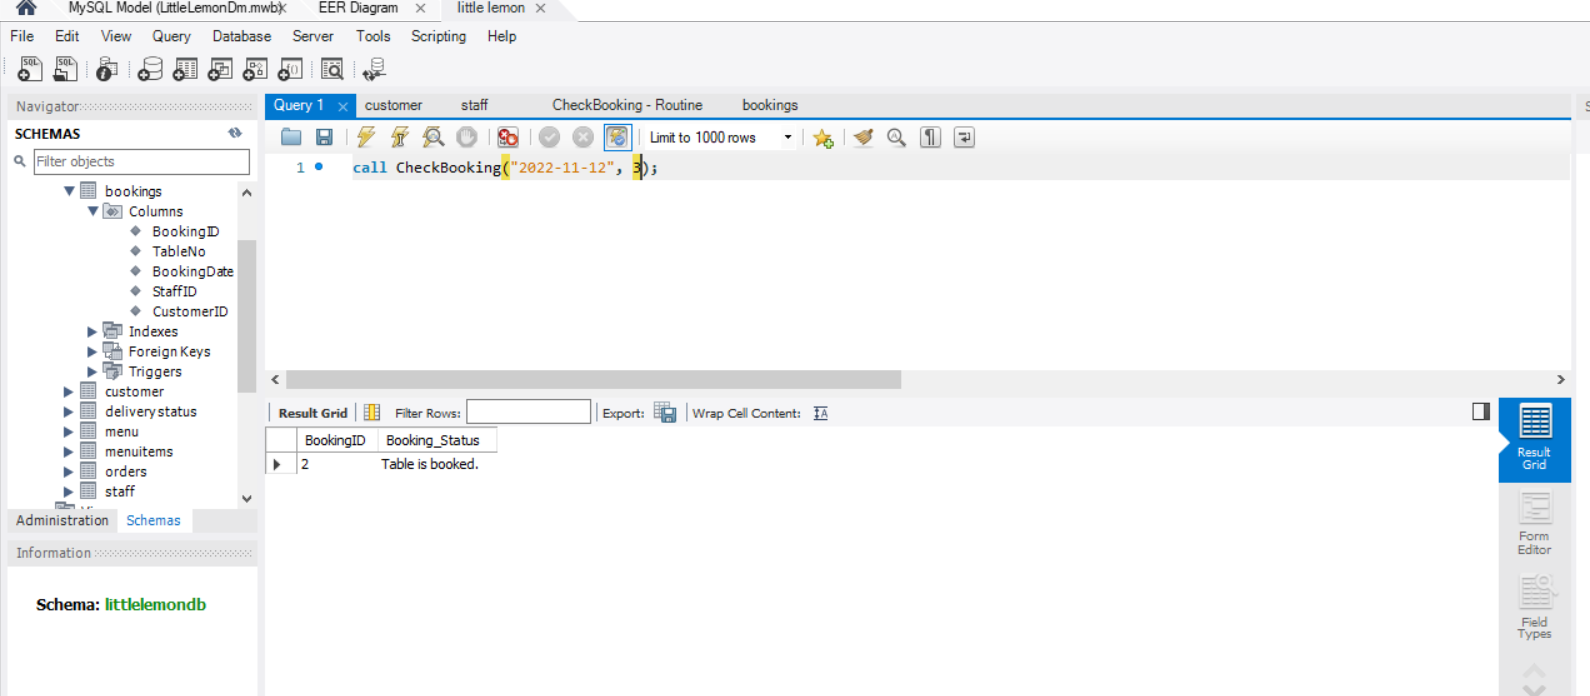 MySQL Model (LittleLemonDm.mwb) EER Diagram little lemon
File Edit View Query Database Server Tools Scripting Help
Navigator
SCHEMAS
Filter objects
bookings
Columns
BookingID
TableNo
BookingDate
StaffID
CustomerID
Indexes
Foreign Keys
Triggers
customer
deliverystatus
menu
menuitems
orders
staff
Administration Schemas
Information
Schema: littlelemondb
Query 1 customer staff CheckBooking - Routine bookings
Limit to 1000 rows
1 call CheckBooking("2022-11-12", 3);
Result Grid Filter Rows: Export: Wrap Cell Content:
BookingID Booking_Status
2 Table is booked.
Result
Grid
Form
Editor
Field
Types